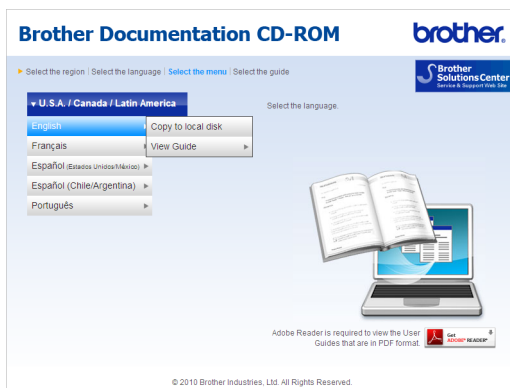 Brother Documentation CD-ROM
brother.
Select the region | Select the language | Select the menu | Select the guide
Brother
SolutionsCenter
Service & Support Web Site
U.S.A. / Canada / Latin America
Select the language.
English
Copy to local disk
Français
View Guide
Español (Estados Unidos/México)
Español (Chile/Argentina)
Português
Adobe Reader is required to view the User
Guides that are in PDF format.
Get
ADOBE® READER®
© 2010 Brother Industries, Ltd. All Rights Reserved.